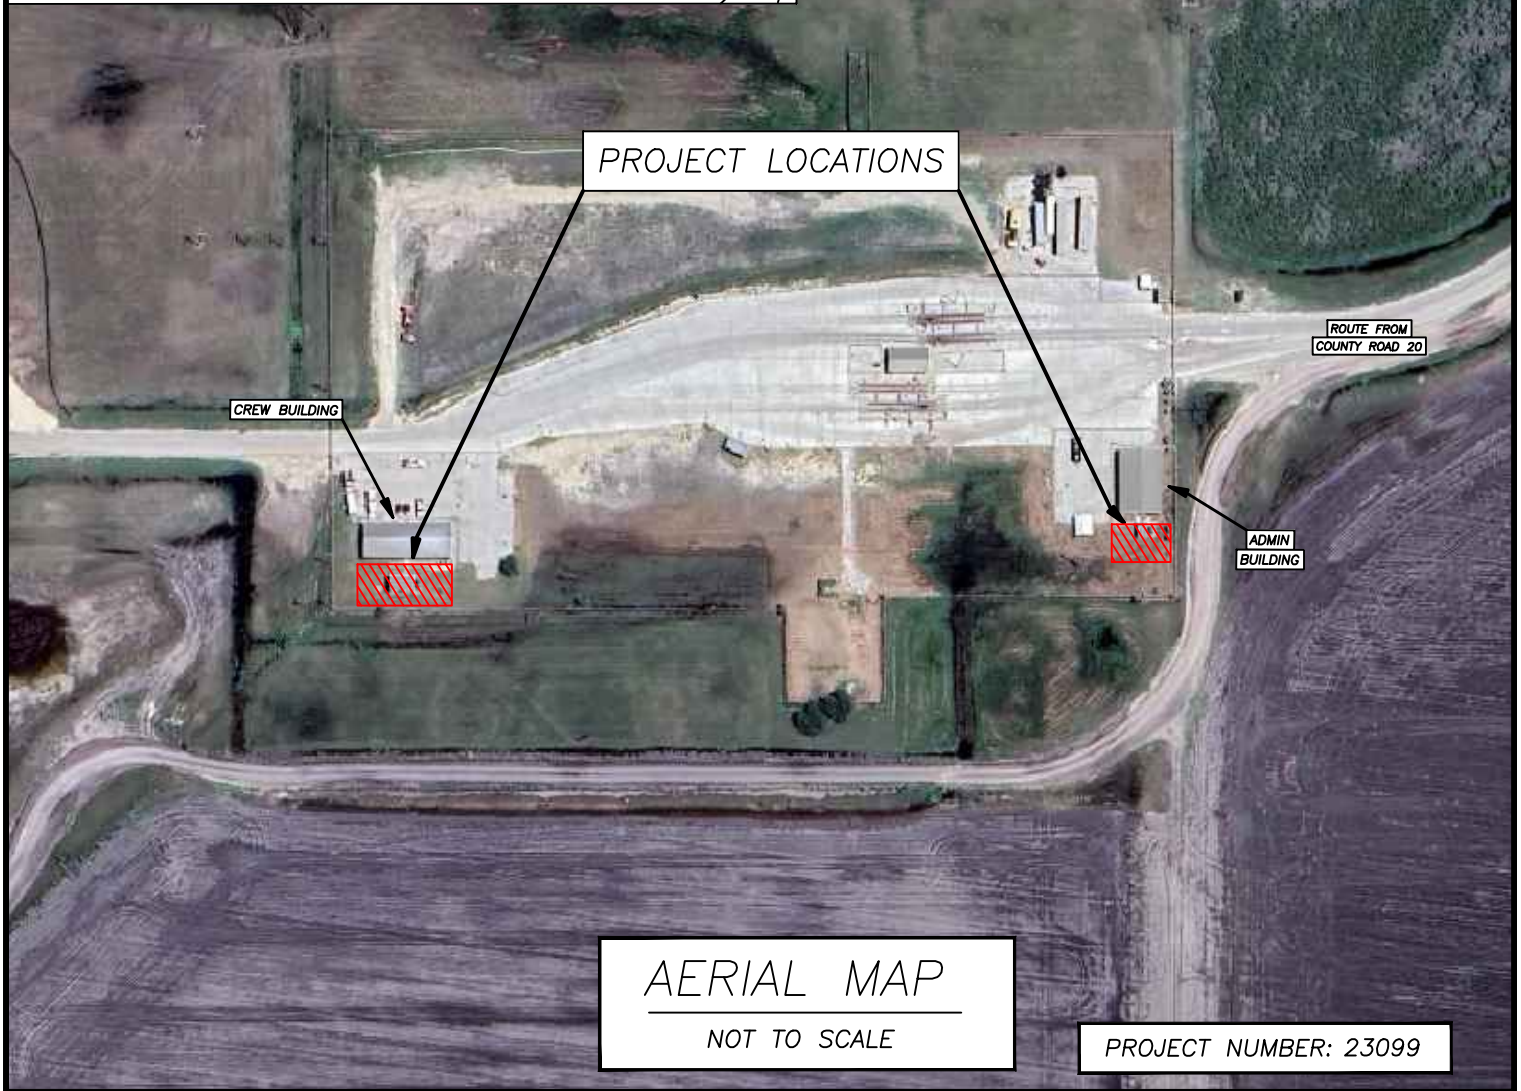 PROJECT LOCATIONS
ROUTE FROM
COUNTY ROAD 20
CREW BUILDING
ADMIN
BUILDING
AERIAL MAP
NOT TO SCALE
PROJECT NUMBER: 23099